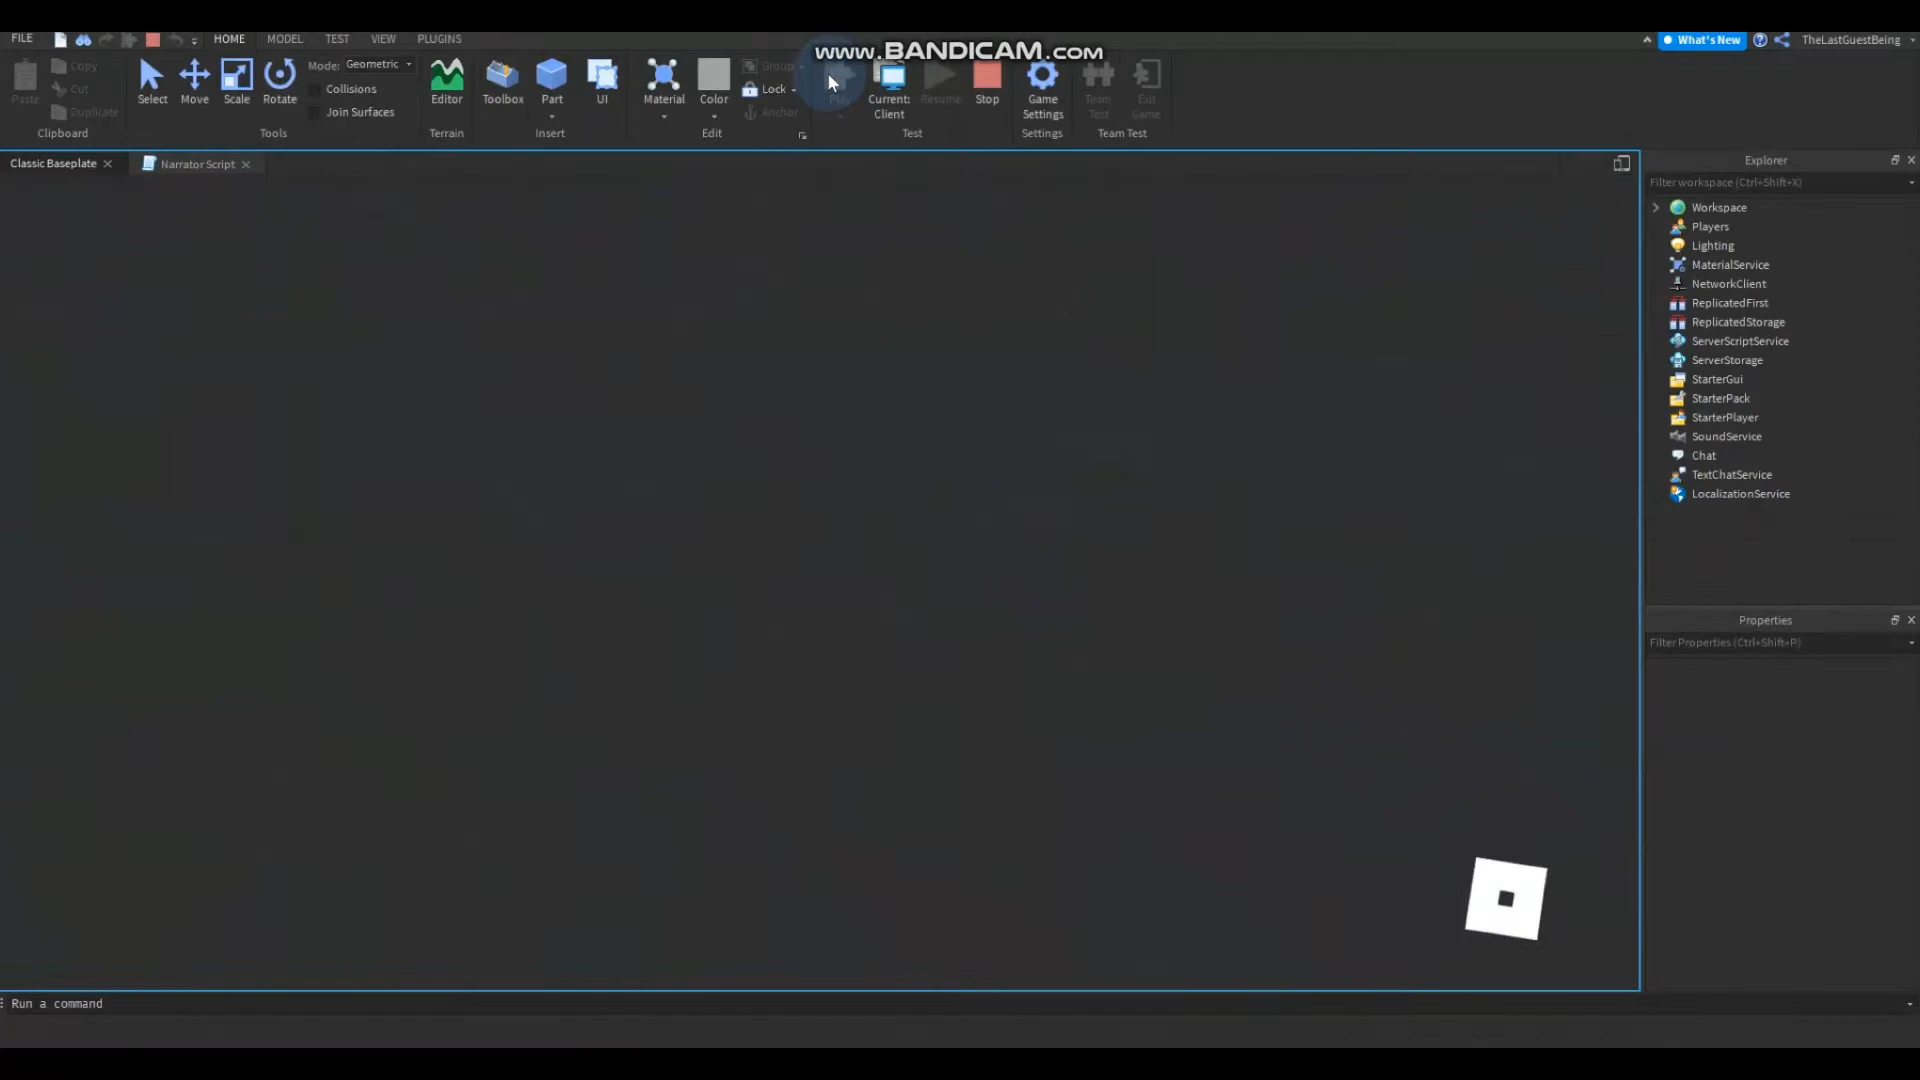 www.BANDICAM.com
FILE HOME MODEL TEST VIEW PLUGINS What's New TheLastGuestBeing
Paste Copy Cut Duplicate
Clipboard
Select Move Scale Rotate
Mode: Geometric
Collisions
Join Surfaces
Tools
Editor
Terrain
Toolbox Part UI
Insert
Material Color Group Lock Anchor
Edit
Play Current: Client Resume Stop
Test
Game Settings
Settings
Team Test Exit Game
Team Test
Classic Baseplate Narrator Script
Explorer
Filter workspace (Ctrl+Shift+X)
Workspace
Players
Lighting
MaterialService
NetworkClient
ReplicatedFirst
ReplicatedStorage
ServerScriptService
ServerStorage
StarterGui
StarterPack
StarterPlayer
SoundService
Chat
TextChatService
LocalizationService
Properties
Filter Properties (Ctrl+Shift+P)
Run a command